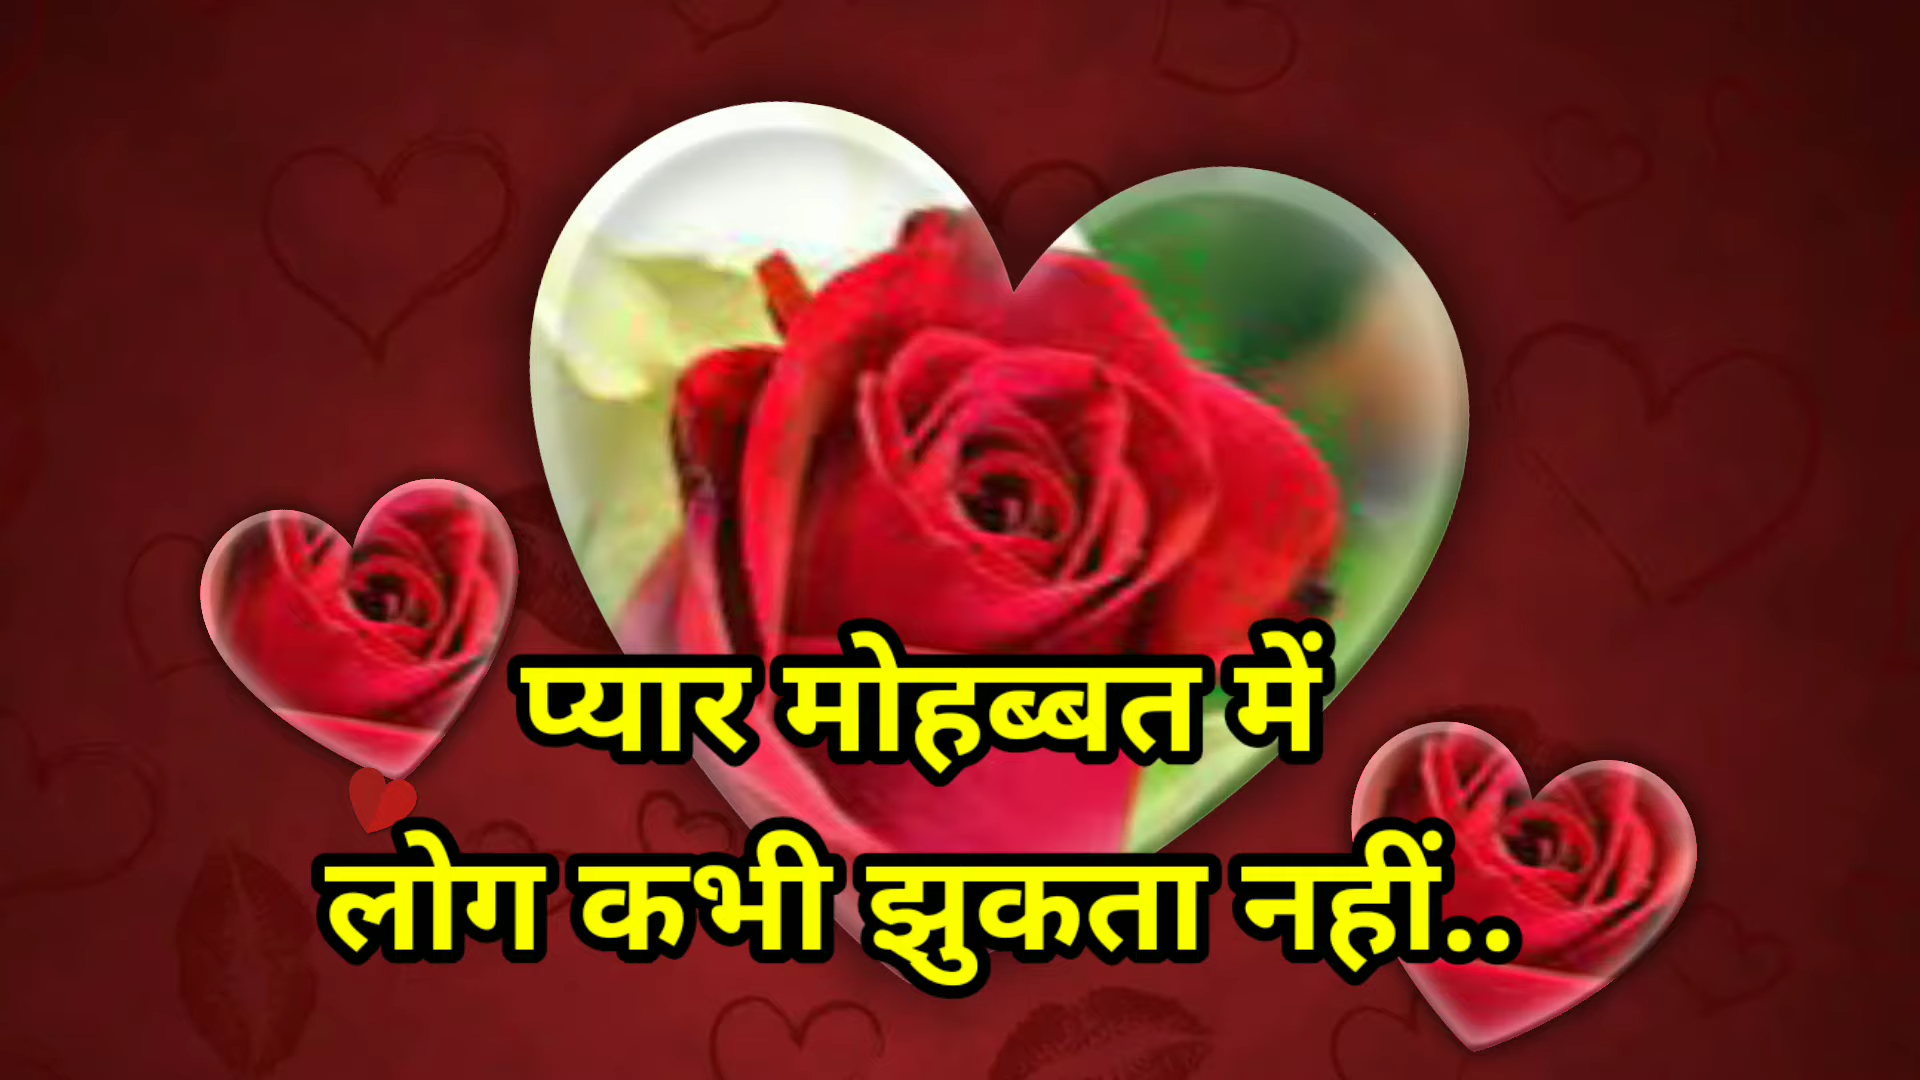 प्यार मोहब्बत में
लोग कभी झुकता नहीं..